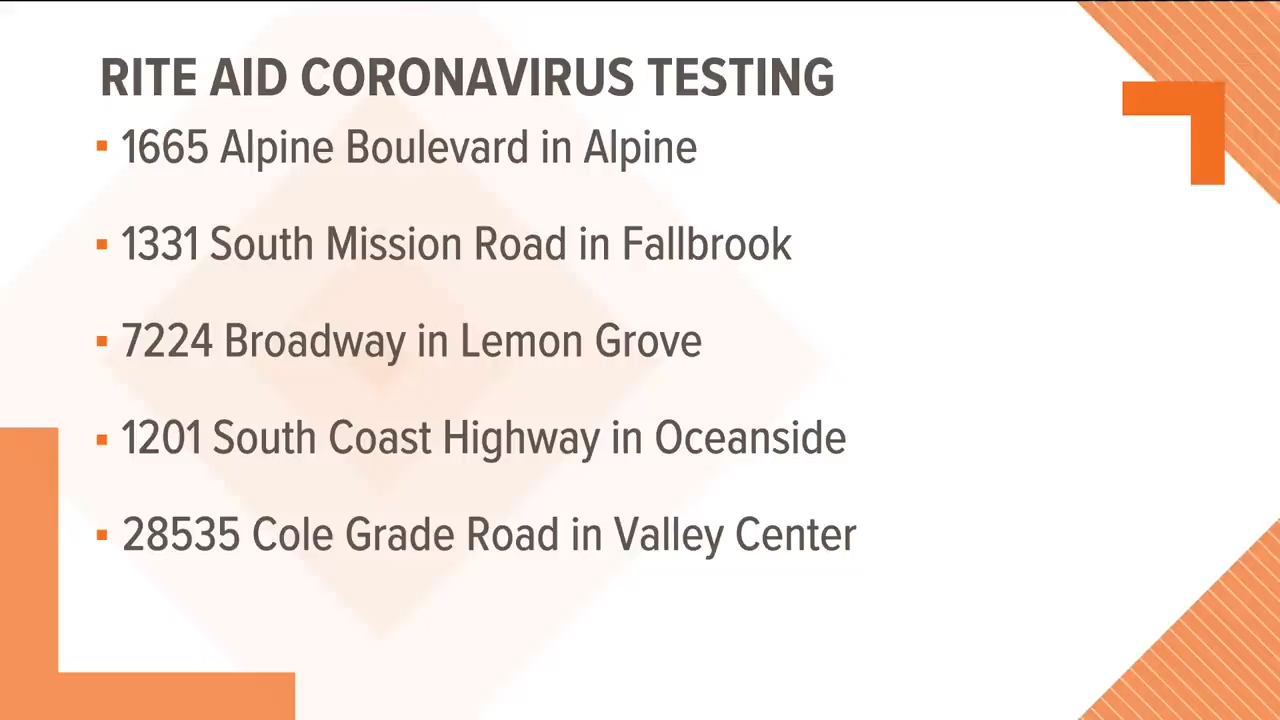 RITE AID CORONAVIRUS TESTING
▪ 1665 Alpine Boulevard in Alpine
▪ 1331 South Mission Road in Fallbrook
▪ 7224 Broadway in Lemon Grove
▪ 1201 South Coast Highway in Oceanside
▪ 28535 Cole Grade Road in Valley Center